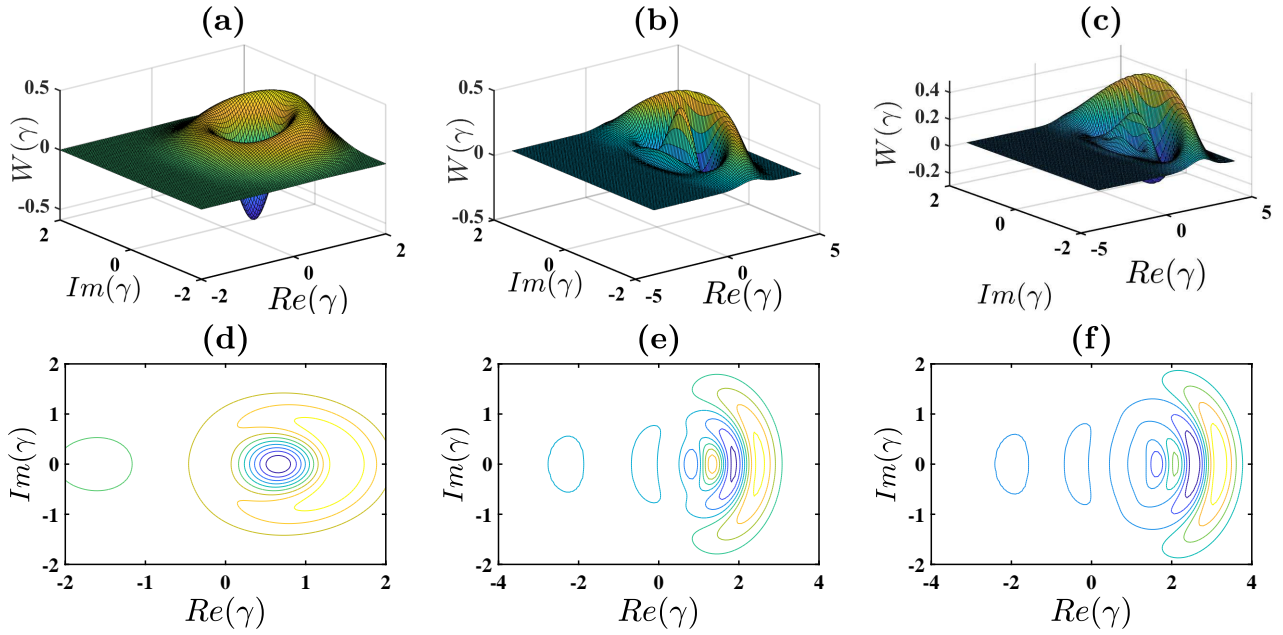 (a) (b) (c)
0.5 0 -0.5 W(γ) 2 0 -2 Im(γ) -2 0 2 Re(γ)
0.5 0 -0.5 W(γ) 2 0 -2 Im(γ) -5 0 5 Re(γ)
0.4 0.2 0 -0.2 W(γ) 2 0 -2 Im(γ) -5 0 5 Re(γ)
(d) (e) (f)
2 1 0 -1 -2 Im(γ) -2 -1 0 1 2 Re(γ)
2 1 0 -1 -2 Im(γ) -4 -2 0 2 4 Re(γ)
2 1 0 -1 -2 Im(γ) -4 -2 0 2 4 Re(γ)